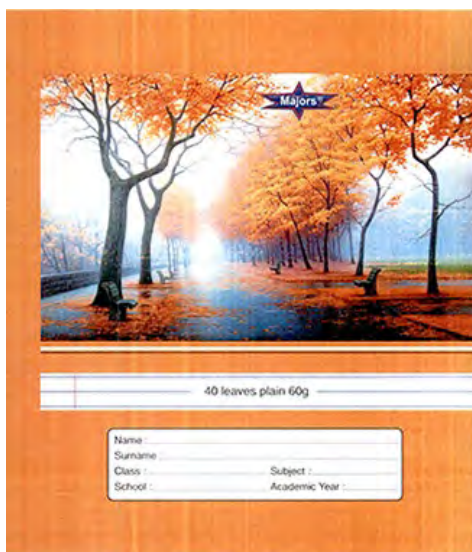 Majors®
40 leaves plain 60g
Name :
Surname :
Class : Subject :
School : Academic Year :